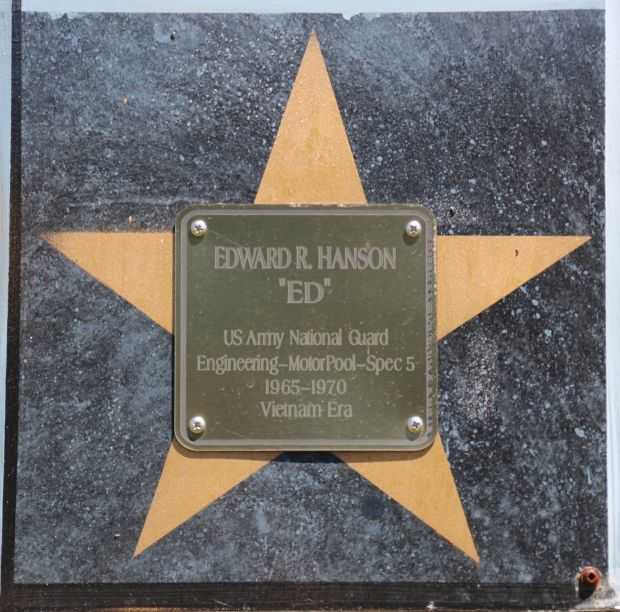 EDWARD R. HANSON
"ED"
US Army National Guard
Engineering-MotorPool-Spec 5
1965-1970
Vietnam Era